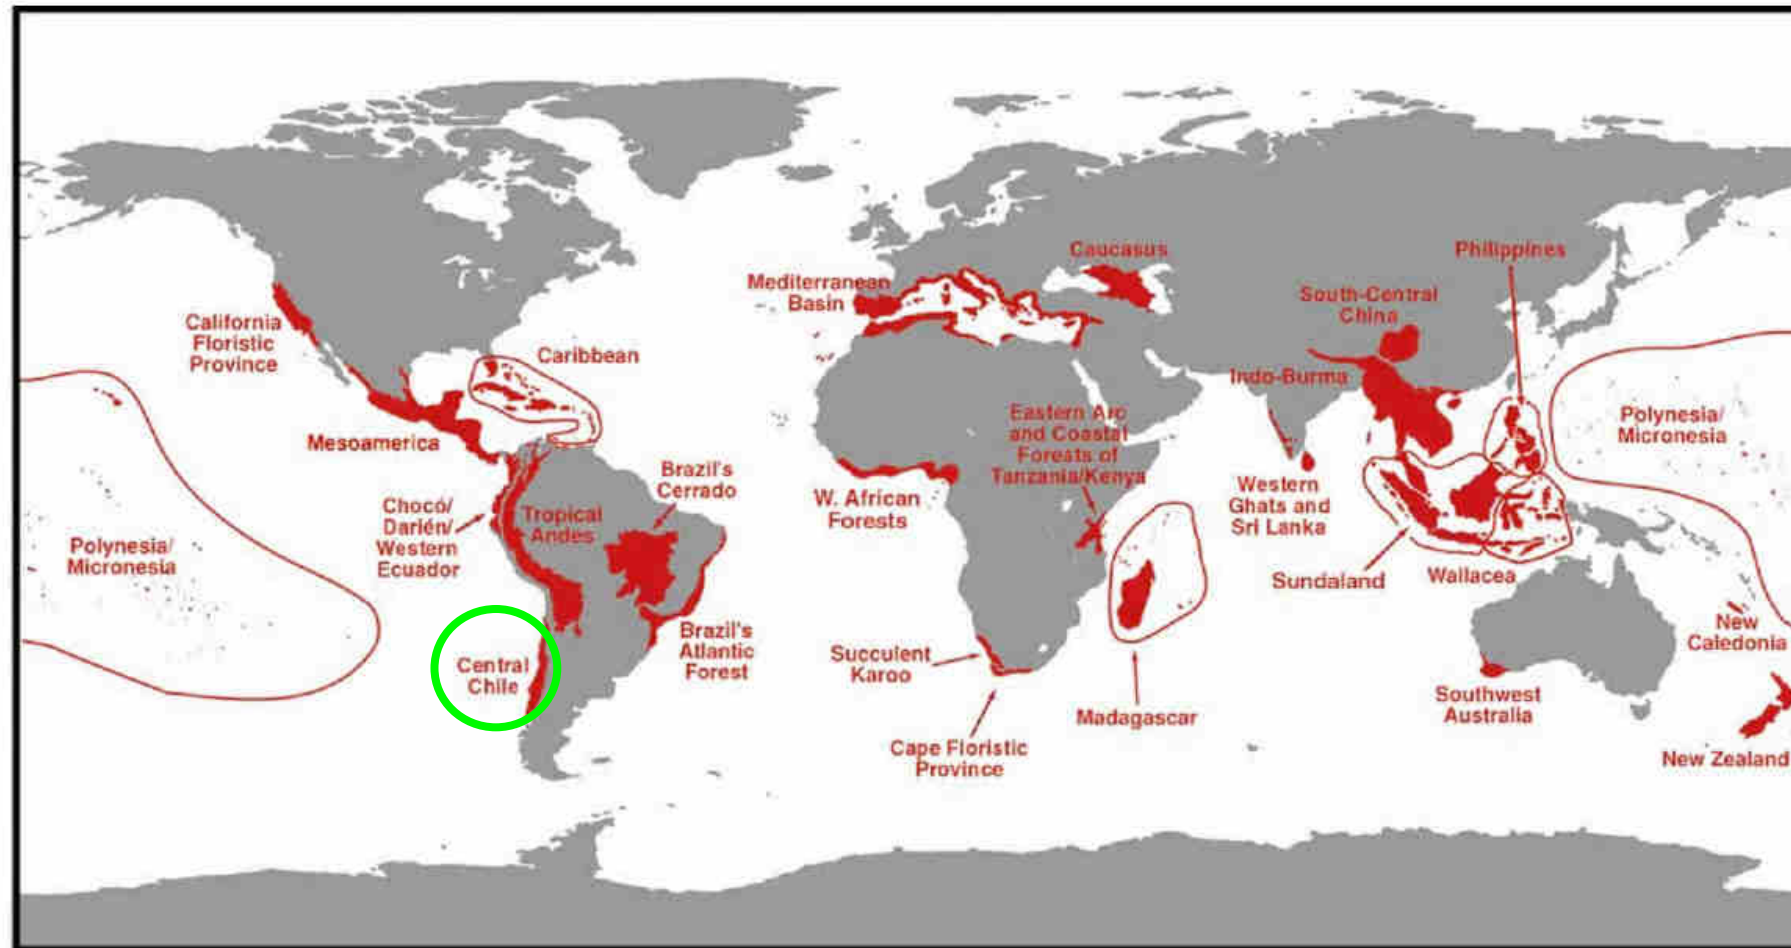 Caucasus
Philippines
Mediterranean
Basin
South-Central
China
California
Floristic
Province
Caribbean
Indo-Burma
Mesoamerica
Eastern Arc
and Coastal
Forests of
Tanzania/Kenya
Polynesia/
Micronesia
Brazil's
Cerrado
Chocó/
Darién/
Western
Ecuador
Tropical
Andes
W. African
Forests
Western
Ghats and
Sri Lanka
Polynesia/
Micronesia
Sundaland
Wallacea
Central
Chile
Brazil's
Atlantic
Forest
Succulent
Karoo
Madagascar
Cape Floristic
Province
Southwest
Australia
New
Caledonia
New Zealand